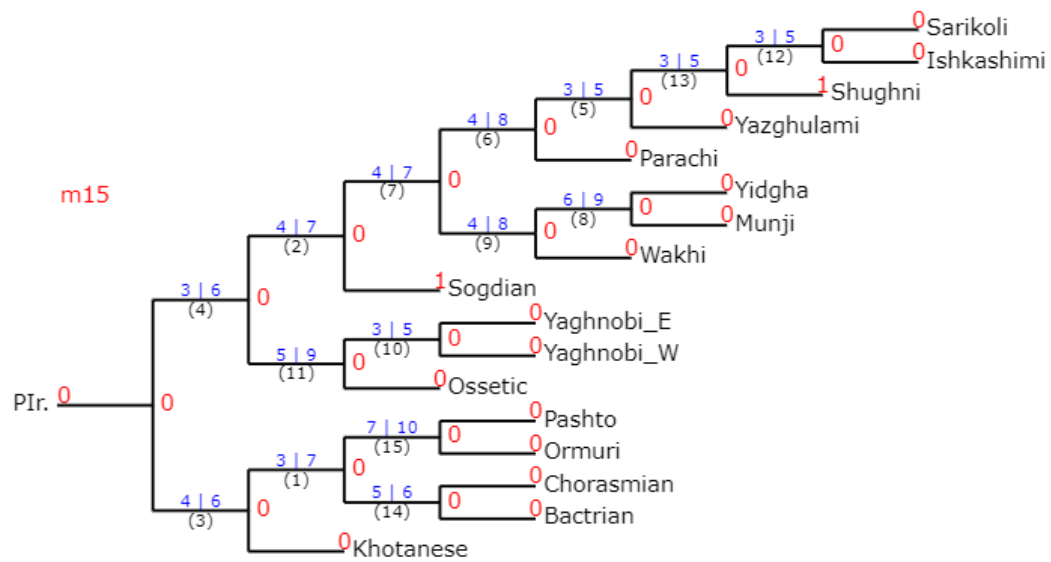 0 Sarikoli
3 | 5
(12)
0
0 Ishkashimi
3 | 5
(13)
0
1 Shughni
3 | 5
(5)
0
0 Yazghulami
4 | 8
(6)
0
0 Parachi
4 | 7
(7)
0
m15
6 | 9
(8)
0
0 Yidgha
0 Munji
4 | 8
(9)
0
0 Wakhi
4 | 7
(2)
0
1 Sogdian
3 | 6
(4)
0
3 | 5
(10)
0
0 Yaghnobi_E
0 Yaghnobi_W
5 | 9
(11)
0
0 Ossetic
PIr. 0
0
7 | 10
(15)
0
0 Pashto
0 Ormuri
3 | 7
(1)
0
5 | 6
(14)
0
0 Chorasmian
0 Bactrian
4 | 6
(3)
0
0 Khotanese